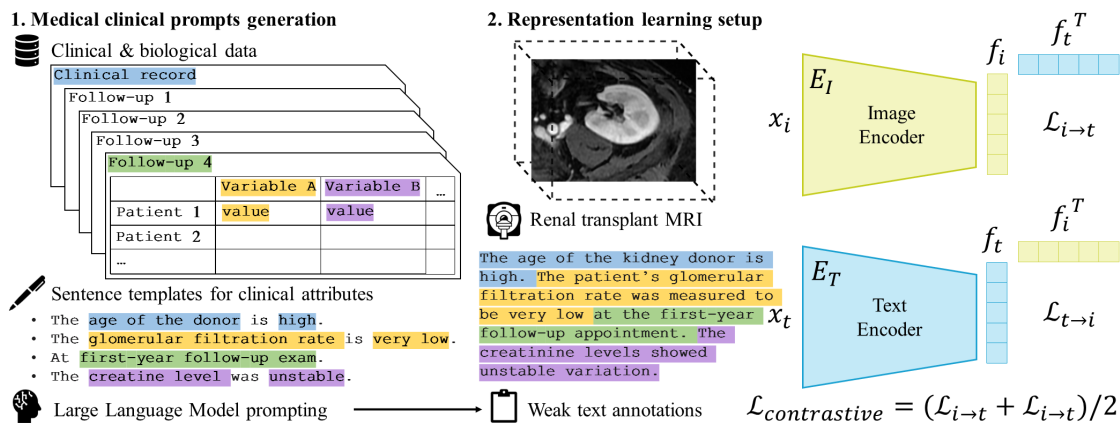 1. Medical clinical prompts generation
Clinical & biological data
Clinical record
Follow-up 1
Follow-up 2
Follow-up 3
Follow-up 4
Variable A Variable B ...
Patient 1 value value
Patient 2
...
Sentence templates for clinical attributes
• The age of the donor is high.
• The glomerular filtration rate is very low.
• At first-year follow-up exam.
• The creatine level was unstable.
Large Language Model prompting
2. Representation learning setup
Renal transplant MRI
The age of the kidney donor is
high. The patient's glomerular
filtration rate was measured to
be very low at the first-year
follow-up appointment. The
creatinine levels showed
unstable variation.
Weak text annotations
x_i
E_I
Image
Encoder
f_i
f_t^T
ℒ_{i→t}
x_t
E_T
Text
Encoder
f_t
f_i^T
ℒ_{t→i}
ℒ_{contrastive} = (ℒ_{i→t} + ℒ_{i→t})/2